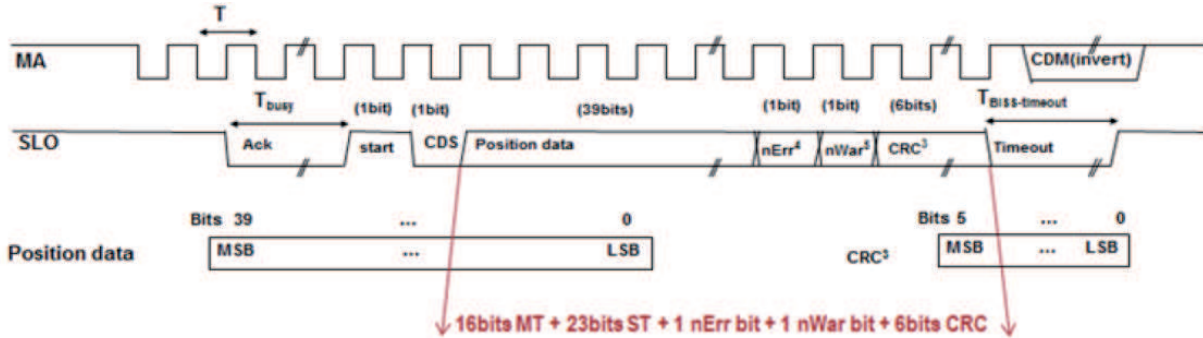 T
MA
CDM(invert)
Tbusy (1bit) (1bit) (39bits) (1bit) (1bit) (6bits) TBISS-timeout
SLO Ack start CDS Position data nErr⁴ nWar⁵ CRC³ Timeout
Bits 39 ... 0 Bits 5 ... 0
Position data MSB ... LSB CRC³ MSB ... LSB
16bits MT + 23bits ST + 1 nErr bit + 1 nWar bit + 6bits CRC